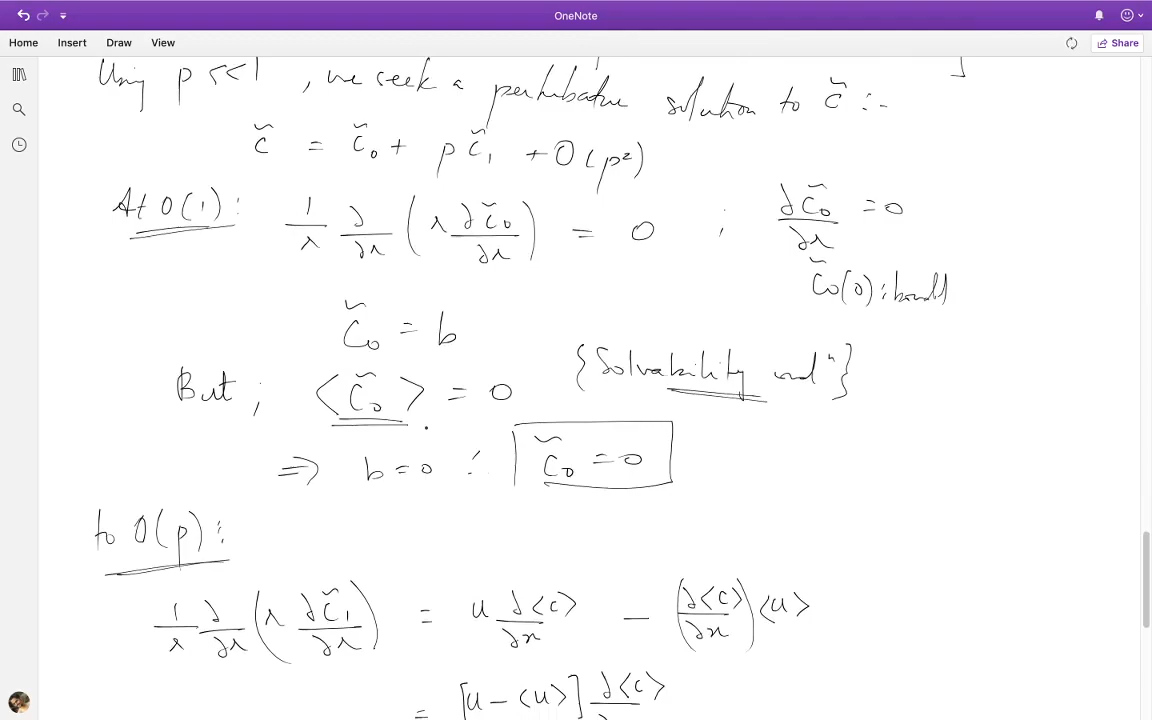 OneNote
Home Insert Draw View Share
Using p << 1 , we seek a perturbative solution to c̃ :-
c̃ = c̃₀ + p c̃₁ + O(p²)
At O(1) : 1/r ∂/∂r ( r ∂c̃₀/∂r ) = 0 ; ∂c̃₀/∂r = 0
c̃₀(0) : bounded
c̃₀ = b
But ; ⟨c̃₀⟩ = 0 {Solvability condⁿ}
⇒ b = 0 ∴ c̃₀ = 0
to O(p) :
1/r ∂/∂r ( r ∂c̃₁/∂r ) = u ∂⟨c⟩/∂x − (∂⟨c⟩/∂x) ⟨u⟩
= [u − ⟨u⟩] ∂⟨c⟩